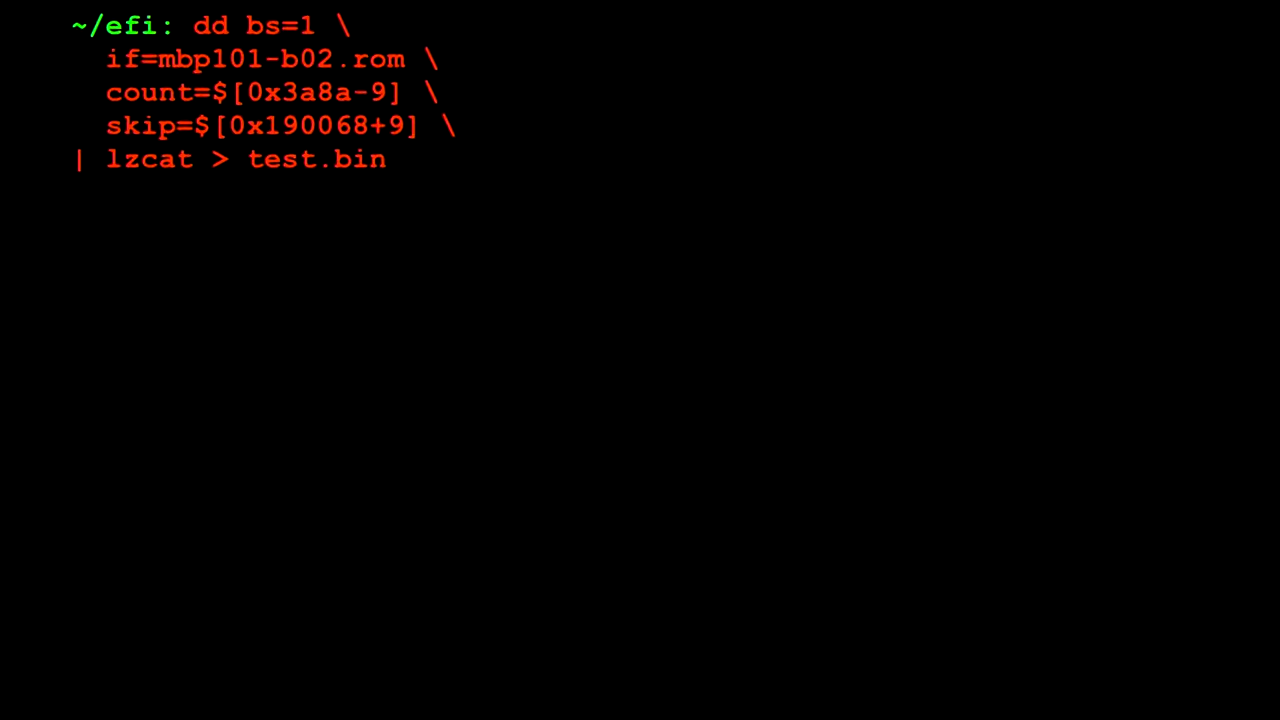 ~/efi: dd bs=1 \
if=mbp101-b02.rom \
count=$[0x3a8a-9] \
skip=$[0x190068+9] \
| lzcat > test.bin